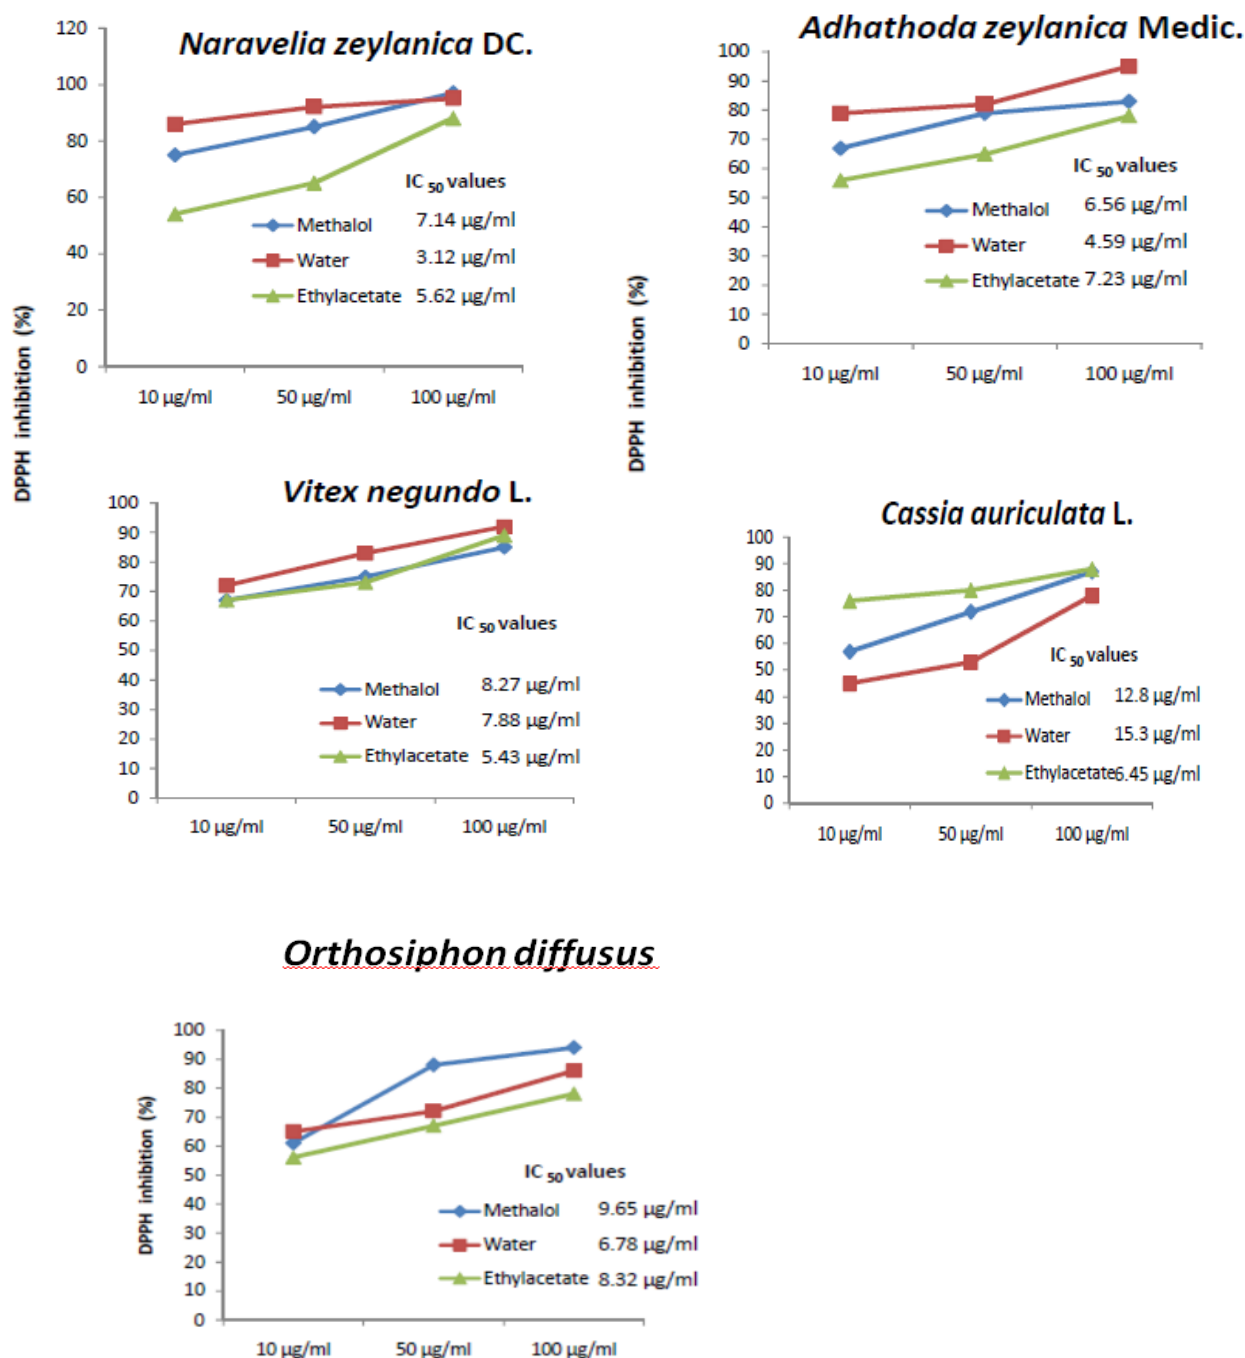 Naravelia zeylanica DC.
120
100
80
60
40
20
0
DPPH inhibition (%)
IC 50 values
Methalol 7.14 µg/ml
Water 3.12 µg/ml
Ethylacetate 5.62 µg/ml
10 µg/ml 50 µg/ml 100 µg/ml
Adhathoda zeylanica Medic.
100
90
80
70
60
50
40
30
20
10
0
DPPH inhibition (%)
IC 50 values
Methalol 6.56 µg/ml
Water 4.59 µg/ml
Ethylacetate 7.23 µg/ml
10 µg/ml 50 µg/ml 100 µg/ml
Vitex negundo L.
100
90
80
70
60
50
40
30
20
10
0
IC 50 values
Methalol 8.27 µg/ml
Water 7.88 µg/ml
Ethylacetate 5.43 µg/ml
10 µg/ml 50 µg/ml 100 µg/ml
Cassia auriculata L.
100
90
80
70
60
50
40
30
20
10
0
IC 50 values
Methalol 12.8 µg/ml
Water 15.3 µg/ml
Ethylacetate 6.45 µg/ml
10 µg/ml 50 µg/ml 100 µg/ml
Orthosiphon diffusus
100
90
80
70
60
50
40
30
20
10
0
DPPH inhibition (%)
IC 50 values
Methalol 9.65 µg/ml
Water 6.78 µg/ml
Ethylacetate 8.32 µg/ml
10 µg/ml 50 µg/ml 100 µg/ml